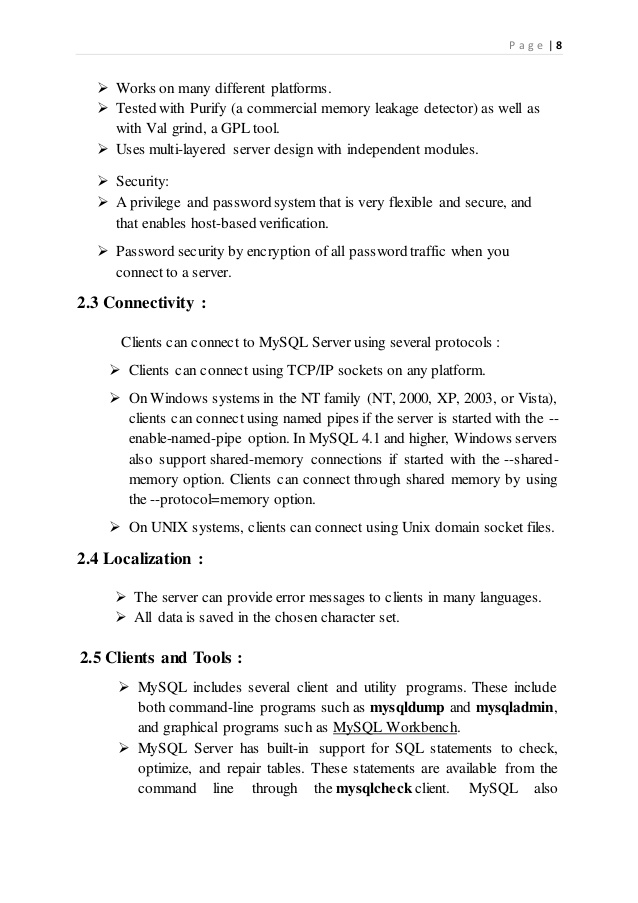 Page | 8
➢ Works on many different platforms.
➢ Tested with Purify (a commercial memory leakage detector) as well as
with Val grind, a GPL tool.
➢ Uses multi-layered server design with independent modules.
➢ Security:
➢ A privilege and password system that is very flexible and secure, and
that enables host-based verification.
➢ Password security by encryption of all password traffic when you
connect to a server.
2.3 Connectivity :
Clients can connect to MySQL Server using several protocols :
➢ Clients can connect using TCP/IP sockets on any platform.
➢ On Windows systems in the NT family (NT, 2000, XP, 2003, or Vista),
clients can connect using named pipes if the server is started with the --
enable-named-pipe option. In MySQL 4.1 and higher, Windows servers
also support shared-memory connections if started with the --shared-
memory option. Clients can connect through shared memory by using
the --protocol=memory option.
➢ On UNIX systems, clients can connect using Unix domain socket files.
2.4 Localization :
➢ The server can provide error messages to clients in many languages.
➢ All data is saved in the chosen character set.
2.5 Clients and Tools :
➢ MySQL includes several client and utility programs. These include
both command-line programs such as mysqldump and mysqladmin,
and graphical programs such as MySQL Workbench.
➢ MySQL Server has built-in support for SQL statements to check,
optimize, and repair tables. These statements are available from the
command line through the mysqlcheck client. MySQL also